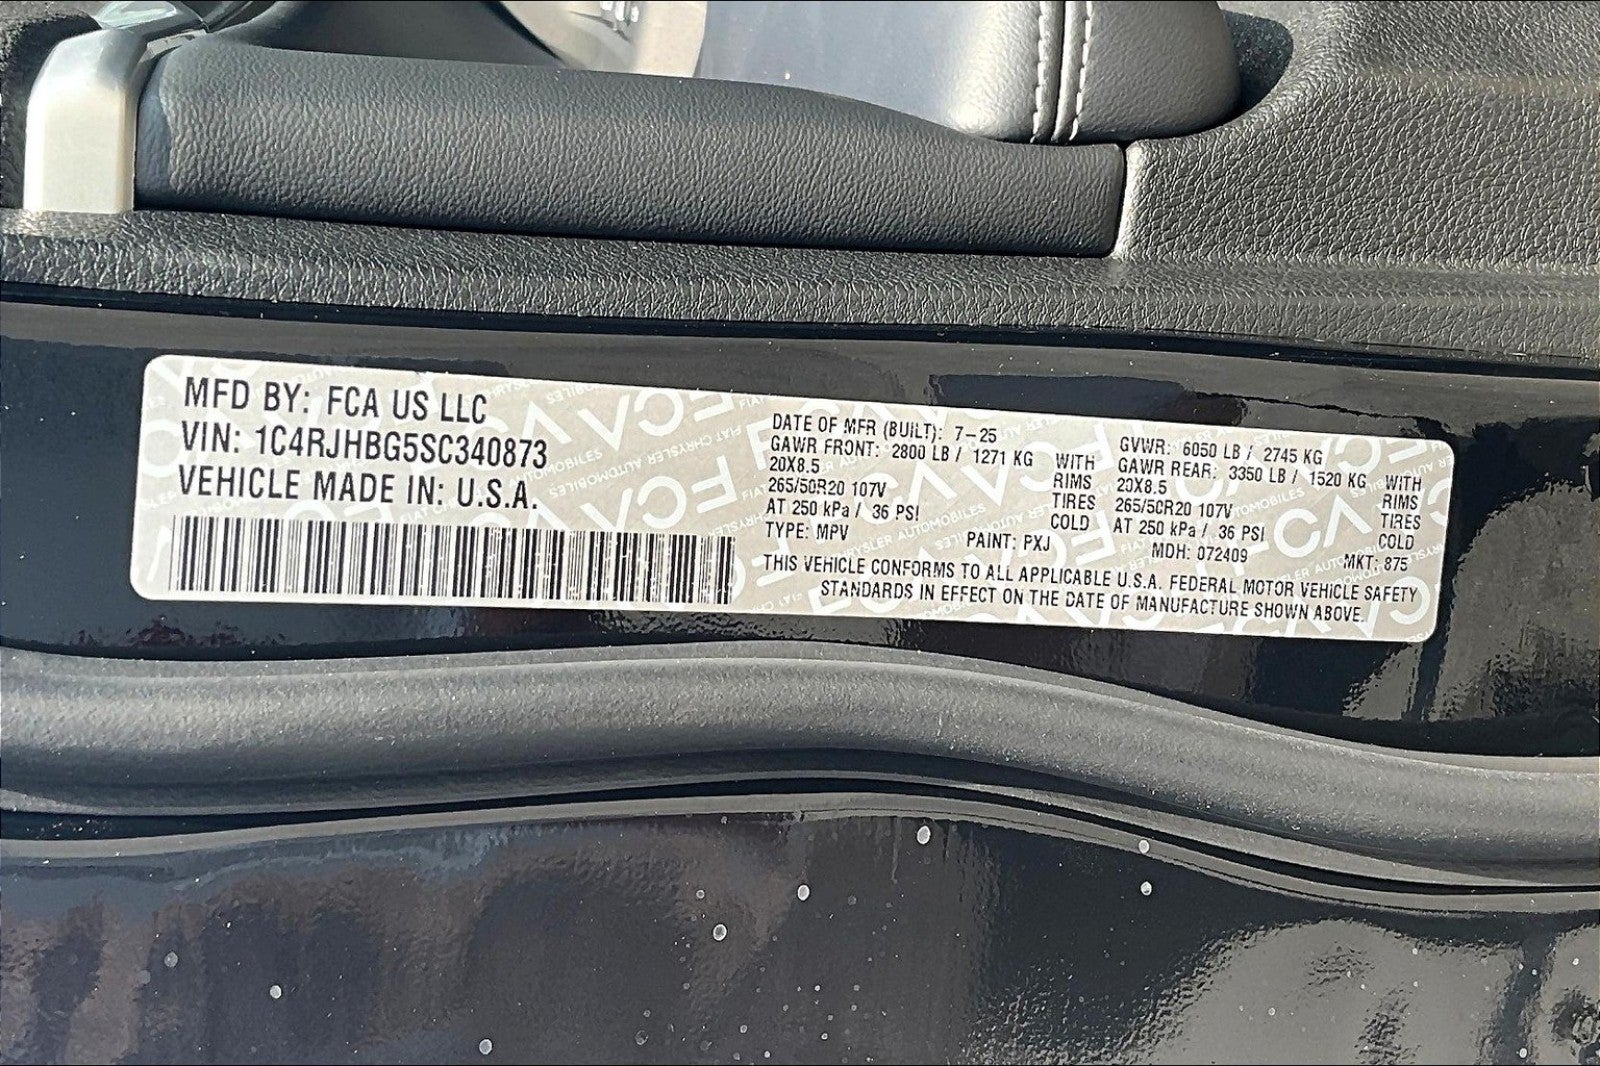 MFD BY: FCA US LLC
VIN: 1C4RJHBG5SC340873
VEHICLE MADE IN: U.S.A.
DATE OF MFR (BUILT): 7-25
GAWR FRONT: 2800 LB / 1271 KG WITH
20X8.5 RIMS
265/50R20 107V TIRES
AT 250 kPa / 36 PSI COLD
TYPE: MPV PAINT: PXJ
GVWR: 6050 LB / 2745 KG
GAWR REAR: 3350 LB / 1520 KG WITH
20X8.5 RIMS
265/50R20 107V TIRES
AT 250 kPa / 36 PSI COLD
MDH: 072409 MKT: 875
THIS VEHICLE CONFORMS TO ALL APPLICABLE U.S.A. FEDERAL MOTOR VEHICLE SAFETY
STANDARDS IN EFFECT ON THE DATE OF MANUFACTURE SHOWN ABOVE.